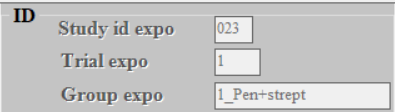 ID
Study id expo 023
Trial expo 1
Group expo 1_Pen+strept